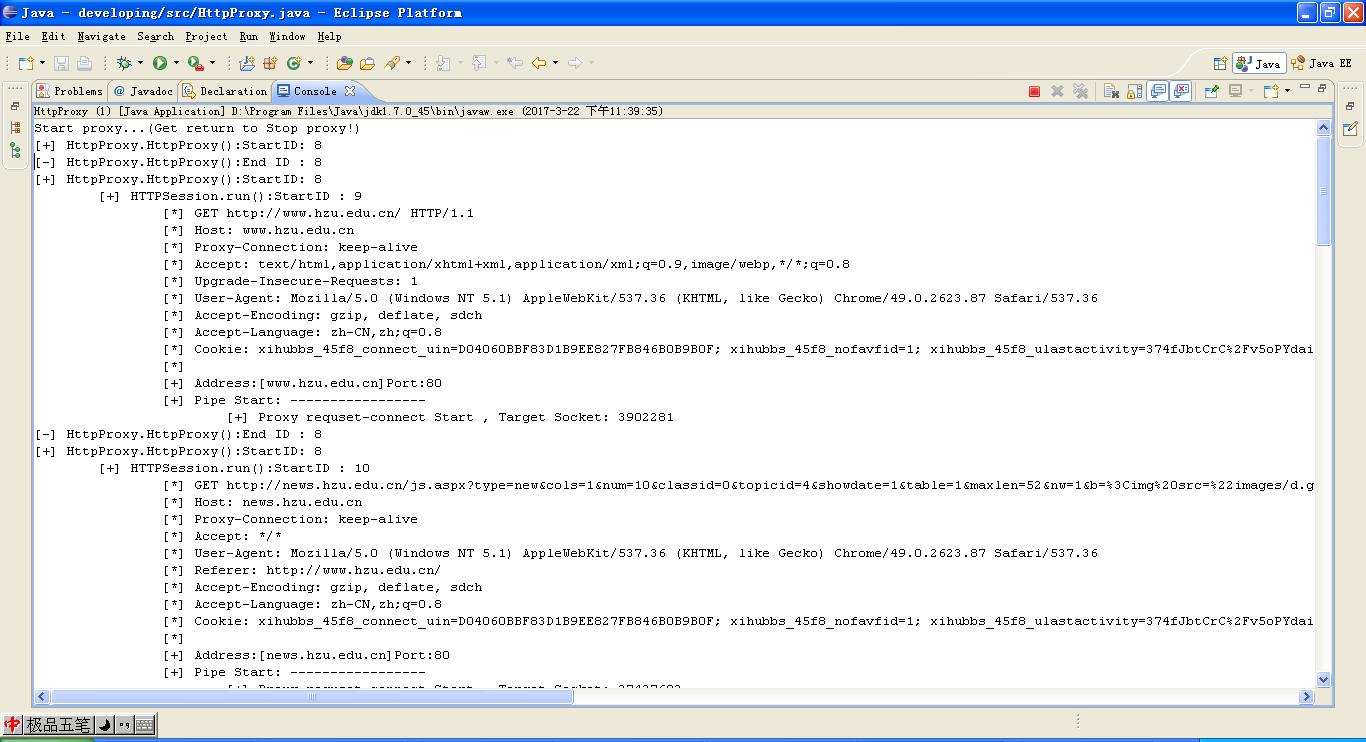 Java - developing/src/HttpProxy.java - Eclipse Platform
File Edit Navigate Search Project Run Window Help
Java Java EE
Problems @ Javadoc Declaration Console
HttpProxy (1) [Java Application] D:\Program Files\Java\jdk1.7.0_45\bin\javaw.exe (2017-3-22 下午11:39:35)
Start proxy...(Get return to Stop proxy!)
[+] HttpProxy.HttpProxy():StartID: 8
[-] HttpProxy.HttpProxy():End ID : 8
[+] HttpProxy.HttpProxy():StartID: 8
[+] HTTPSession.run():StartID : 9
[*] GET http://www.hzu.edu.cn/ HTTP/1.1
[*] Host: www.hzu.edu.cn
[*] Proxy-Connection: keep-alive
[*] Accept: text/html,application/xhtml+xml,application/xml;q=0.9,image/webp,*/*;q=0.8
[*] Upgrade-Insecure-Requests: 1
[*] User-Agent: Mozilla/5.0 (Windows NT 5.1) AppleWebKit/537.36 (KHTML, like Gecko) Chrome/49.0.2623.87 Safari/537.36
[*] Accept-Encoding: gzip, deflate, sdch
[*] Accept-Language: zh-CN,zh;q=0.8
[*] Cookie: xihubbs_45f8_connect_uin=D04060BBF83D1B9EE827FB846B0B9B0F; xihubbs_45f8_nofavfid=1; xihubbs_45f8_ulastactivity=374fJbtCrC%2Fv5oPYdai
[*]
[+] Address:[www.hzu.edu.cn]Port:80
[+] Pipe Start: -----------------
[+] Proxy requset-connect Start , Target Socket: 3902281
[-] HttpProxy.HttpProxy():End ID : 8
[+] HttpProxy.HttpProxy():StartID: 8
[+] HTTPSession.run():StartID : 10
[*] GET http://news.hzu.edu.cn/js.aspx?type=new&cols=1&num=10&classid=0&topicid=4&showdate=1&table=1&maxlen=52&nw=1&b=%3Cimg%20src=%22images/d.g
[*] Host: news.hzu.edu.cn
[*] Proxy-Connection: keep-alive
[*] Accept: */*
[*] User-Agent: Mozilla/5.0 (Windows NT 5.1) AppleWebKit/537.36 (KHTML, like Gecko) Chrome/49.0.2623.87 Safari/537.36
[*] Referer: http://www.hzu.edu.cn/
[*] Accept-Encoding: gzip, deflate, sdch
[*] Accept-Language: zh-CN,zh;q=0.8
[*] Cookie: xihubbs_45f8_connect_uin=D04060BBF83D1B9EE827FB846B0B9B0F; xihubbs_45f8_nofavfid=1; xihubbs_45f8_ulastactivity=374fJbtCrC%2Fv5oPYdai
[*]
[+] Address:[news.hzu.edu.cn]Port:80
[+] Pipe Start: -----------------
中 极品五笔